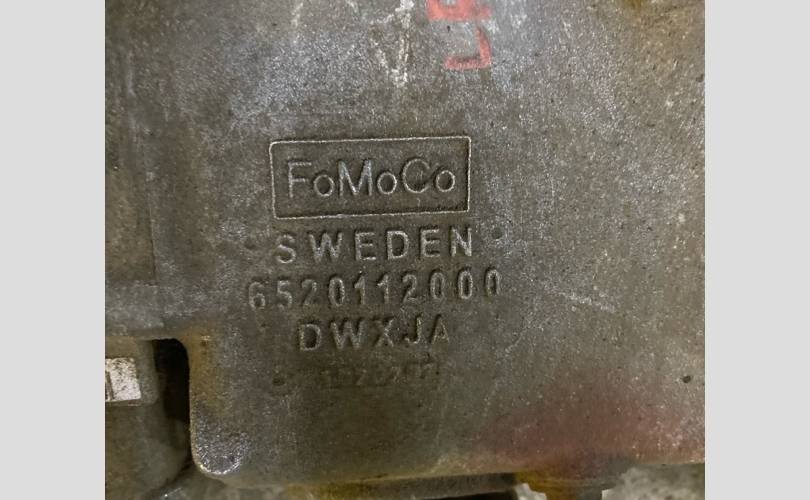 FoMoCo
SWEDEN
6520112000
DWXJA